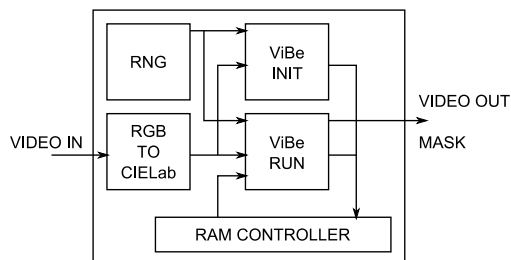 RNG
ViBe
INIT
VIDEO IN
RGB
TO
CIELab
ViBe
RUN
VIDEO OUT
MASK
RAM CONTROLLER